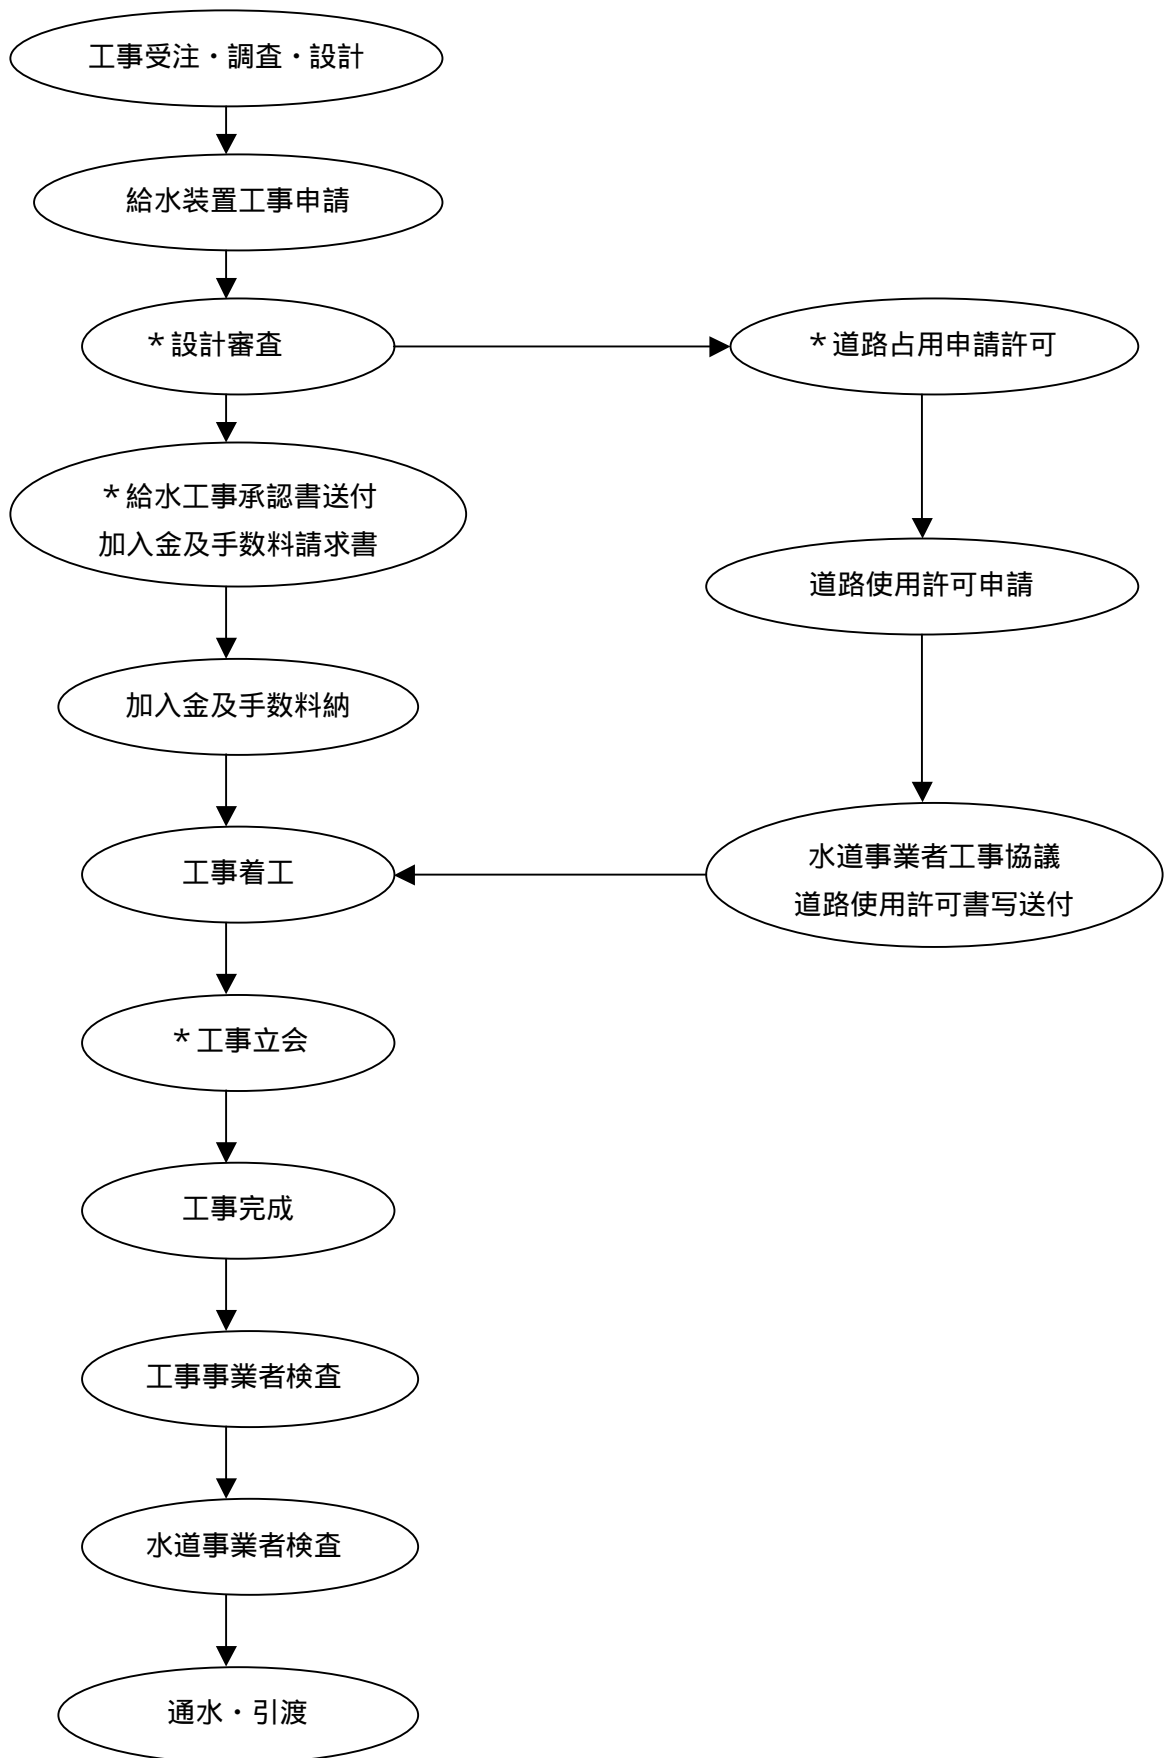 工事受注・調査・設計
給水装置工事申請
＊設計審査
＊道路占用申請許可
＊給水工事承認書送付
加入金及手数料請求書
道路使用許可申請
加入金及手数料納
工事着工
水道事業者工事協議
道路使用許可書写送付
＊工事立会
工事完成
工事事業者検査
水道事業者検査
通水・引渡